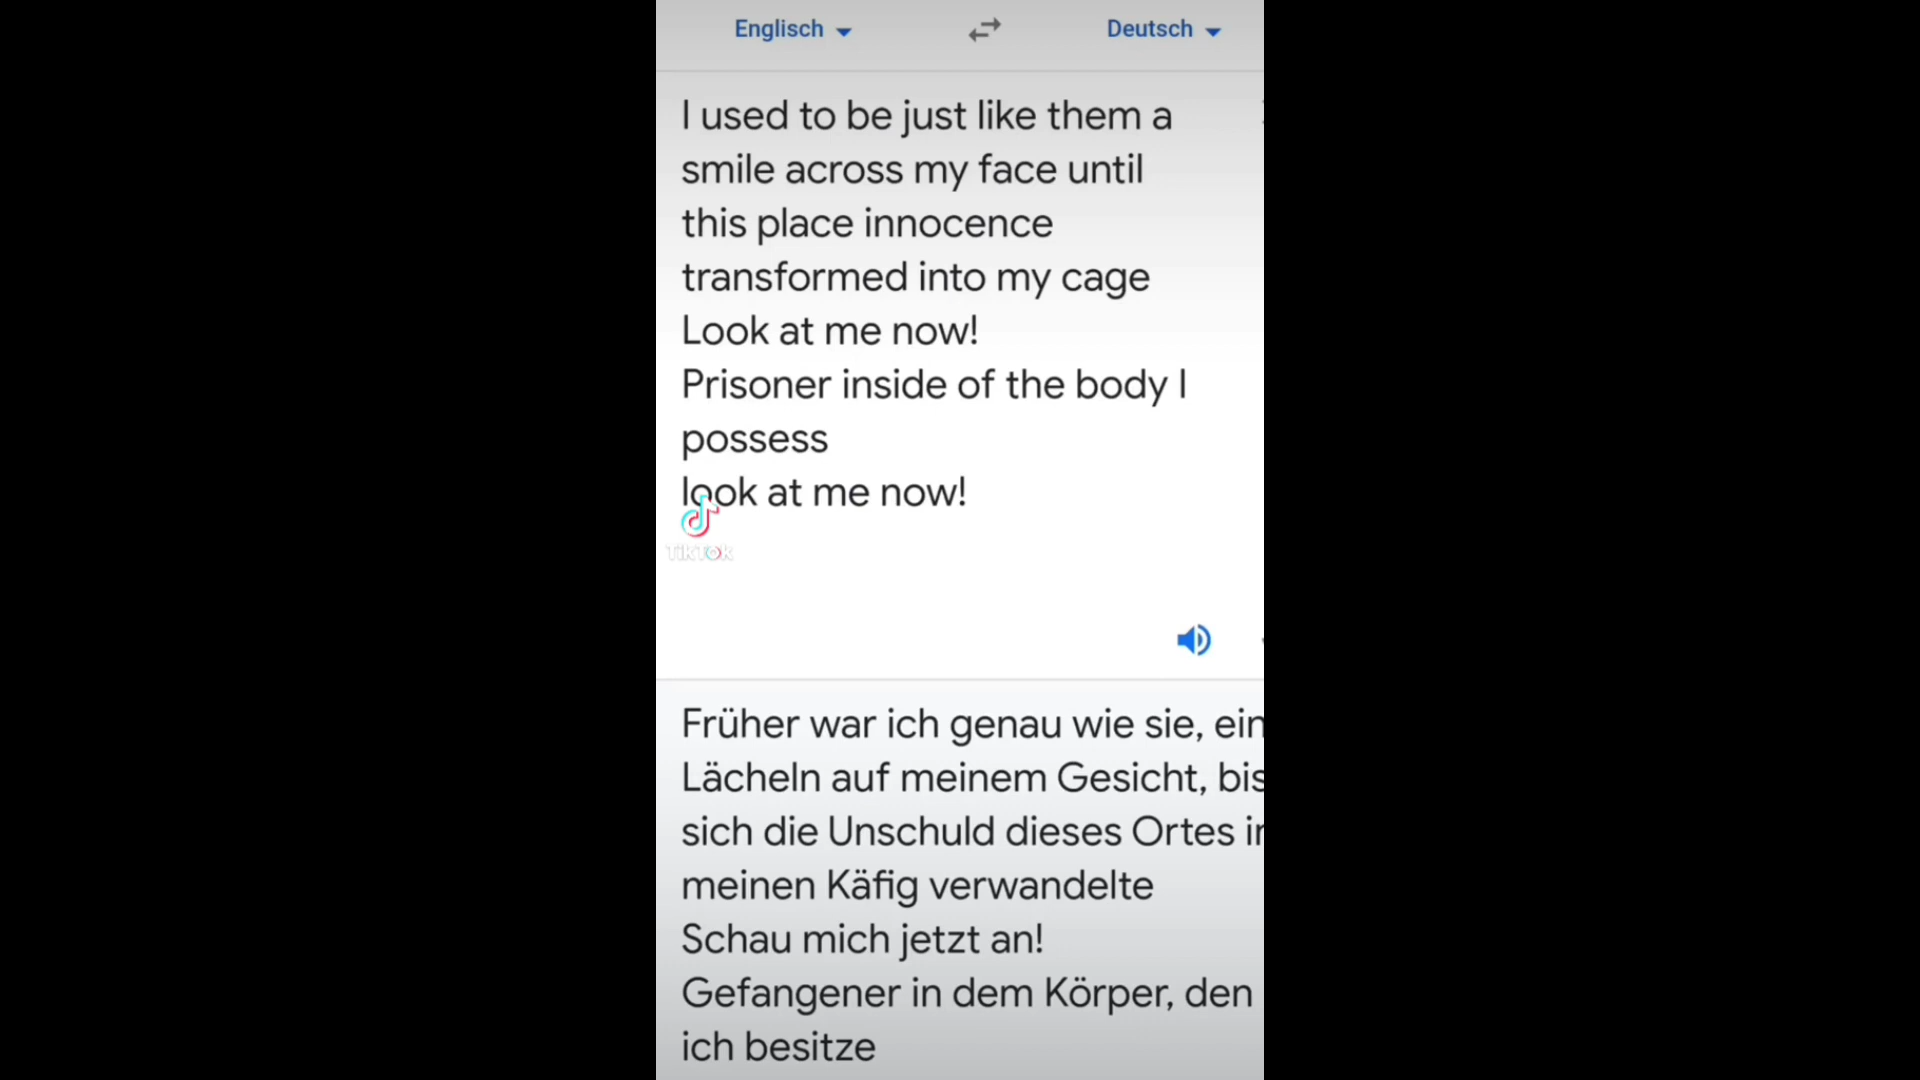 Englisch
Deutsch
I used to be just like them a
smile across my face until
this place innocence
transformed into my cage
Look at me now!
Prisoner inside of the body I
possess
look at me now!
TikTok
Früher war ich genau wie sie, ein
Lächeln auf meinem Gesicht, bis
sich die Unschuld dieses Ortes in
meinen Käfig verwandelte
Schau mich jetzt an!
Gefangener in dem Körper, den
ich besitze